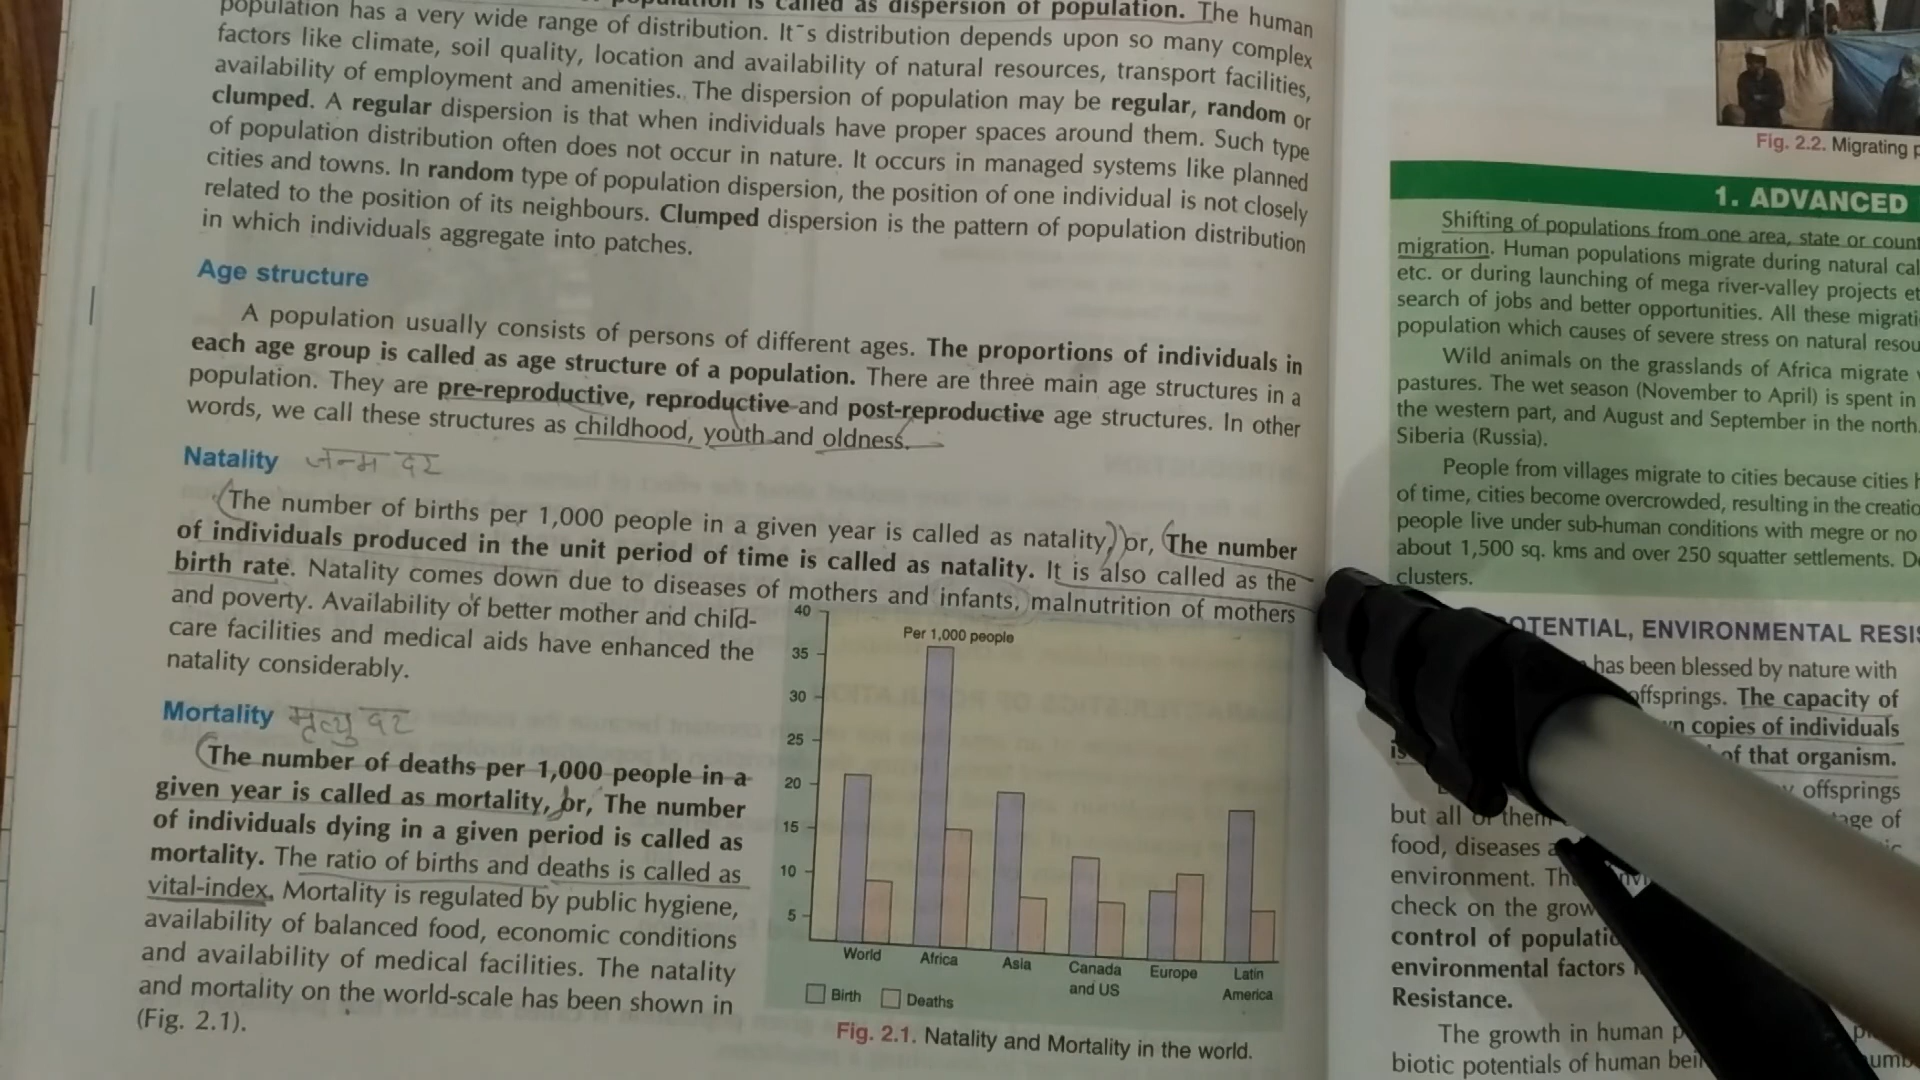 is called as dispersion of population. The human
population has a very wide range of distribution. It¯s distribution depends upon so many complex
factors like climate, soil quality, location and availability of natural resources, transport facilities,
availability of employment and amenities. The dispersion of population may be regular, random or
clumped. A regular dispersion is that when individuals have proper spaces around them. Such type
of population distribution often does not occur in nature. It occurs in managed systems like planned
cities and towns. In random type of population dispersion, the position of one individual is not closely
related to the position of its neighbours. Clumped dispersion is the pattern of population distribution
in which individuals aggregate into patches.
Age structure
A population usually consists of persons of different ages. The proportions of individuals in
each age group is called as age structure of a population. There are three main age structures in a
population. They are pre-reproductive, reproductive and post-reproductive age structures. In other
words, we call these structures as childhood, youth and oldness.
Natality जन्म दर
The number of births per 1,000 people in a given year is called as natality, or, The number
of individuals produced in the unit period of time is called as natality. It is also called as the
birth rate. Natality comes down due to diseases of mothers and infants, malnutrition of mothers
and poverty. Availability of better mother and child-
care facilities and medical aids have enhanced the
natality considerably.
Mortality मृत्यु दर
The number of deaths per 1,000 people in a
given year is called as mortality, or, The number
of individuals dying in a given period is called as
mortality. The ratio of births and deaths is called as
vital-index. Mortality is regulated by public hygiene,
availability of balanced food, economic conditions
and availability of medical facilities. The natality
and mortality on the world-scale has been shown in
(Fig. 2.1).
Per 1,000 people
40
35
30
25
20
15
10
5
World Africa Asia Canada and US Europe Latin America
Birth Deaths
Fig. 2.1. Natality and Mortality in the world.
Fig. 2.2. Migrating
1. ADVANCED
Shifting of populations from one area, state or
migration. Human populations migrate during natural
etc. or during launching of mega river-valley projects
search of jobs and better opportunities. All these
population which causes of severe stress on natural
Wild animals on the grasslands of Africa migrate
pastures. The wet season (November to April) is spent in
the western part, and August and September in the north
Siberia (Russia).
People from villages migrate to cities because cities
of time, cities become overcrowded, resulting in the
people live under sub-human conditions with megre or no
about 1,500 sq. kms and over 250 squatter settlements.
clusters.
POTENTIAL, ENVIRONMENTAL
has been blessed by nature with
offsprings. The capacity of
copies of individuals
of that organism.
offsprings
but all of them of
food, diseases
environment.
check on the
control of
environmental factors
Resistance.
The growth in human
biotic potentials of human